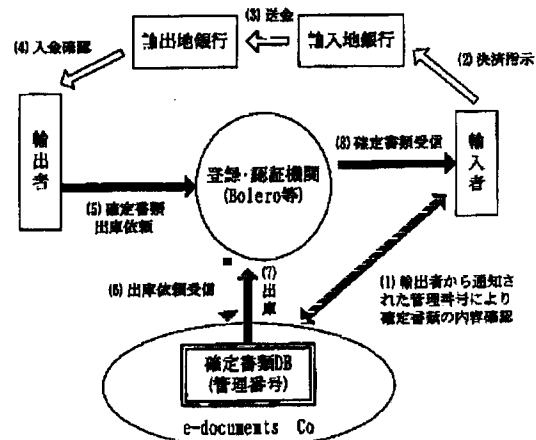 (3) 送金
(4) 入金確認
輸出地銀行
輸入地銀行
(2) 決済指示
輸出者
登録・認証機関
(Bolero等)
(8) 確定書類受信
輸入者
(5) 確定書類
出庫依頼
(6) 出庫依頼受信
(7)出庫
(1) 輸出者から通知さ
れた管理番号により
確定書類の内容確認
確定書類DB
(管理番号)
e-documents Co